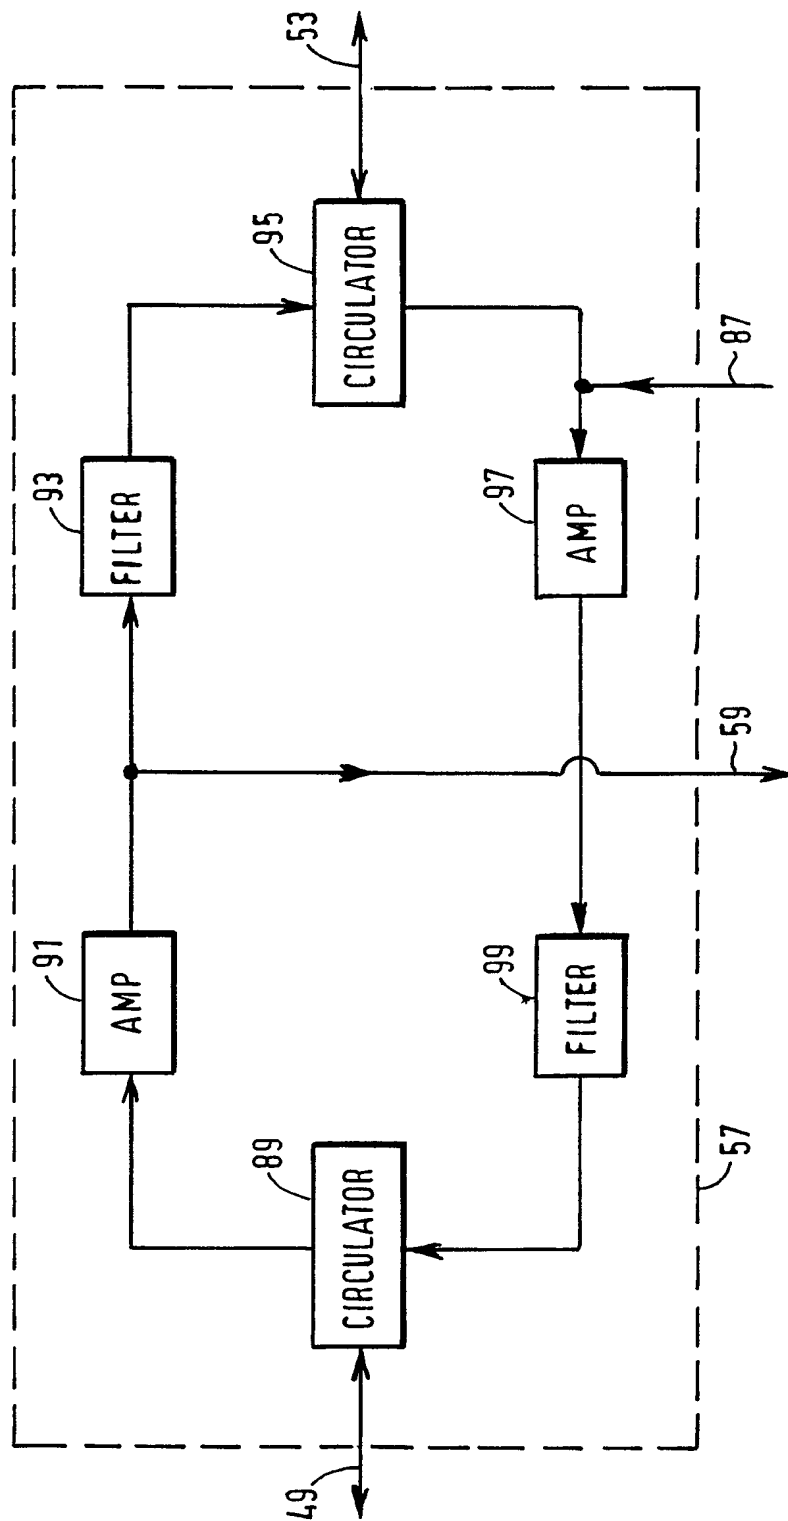 53
95
CIRCULATOR
87
93
FILTER
97
AMP
59
91
AMP
99
FILTER
89
CIRCULATOR
57
49